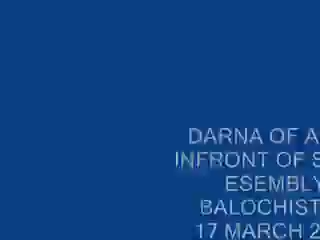 DARNA OF A
INFRONT OF S
ESEMBLY
BALOCHIST
17 MARCH 2